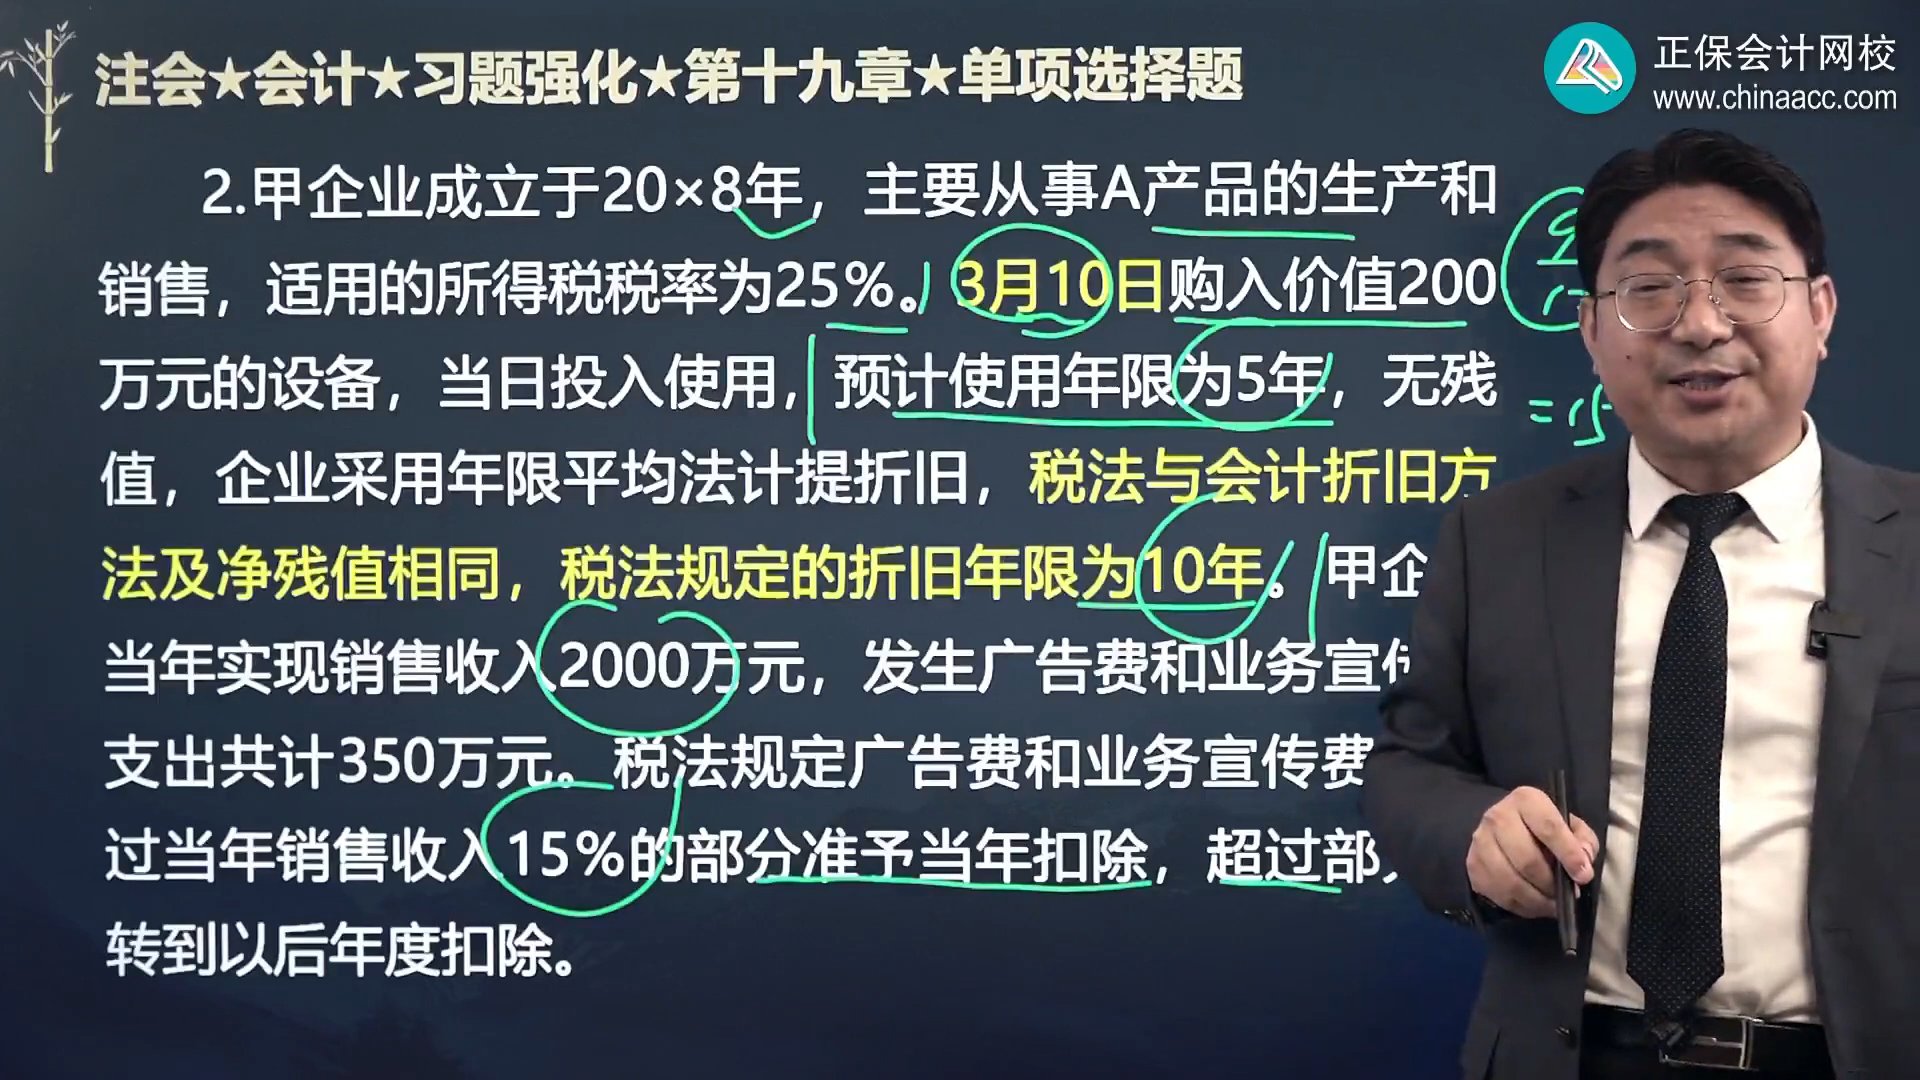 注会★会计★习题强化★第十九章★单项选择题
正保会计网校
www.chinaacc.com
2.甲企业成立于20×8年，主要从事A产品的生产和
销售，适用的所得税税率为25%。3月10日购入价值200
万元的设备，当日投入使用，预计使用年限为5年，无残
值，企业采用年限平均法计提折旧，税法与会计折旧方
法及净残值相同，税法规定的折旧年限为10年。甲企
当年实现销售收入2000万元，发生广告费和业务宣传
支出共计350万元。税法规定广告费和业务宣传费
过当年销售收入15%的部分准予当年扣除，超过部
转到以后年度扣除。